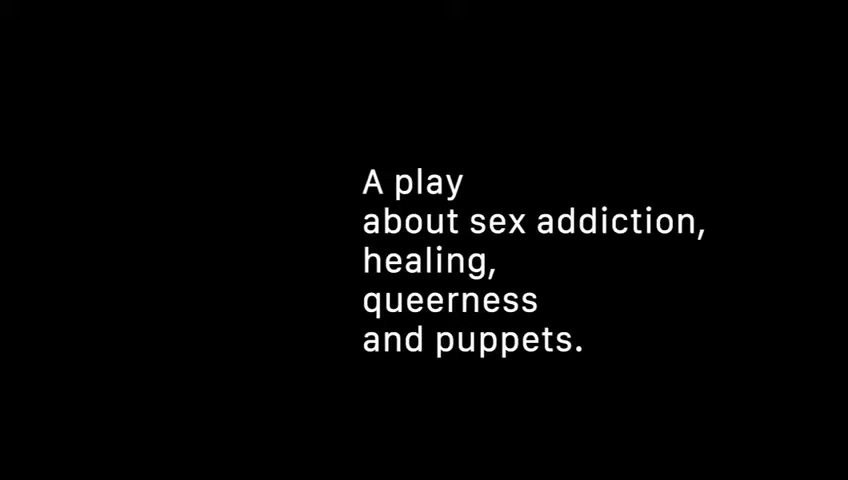 A play
about sex addiction,
healing,
queerness
and puppets.